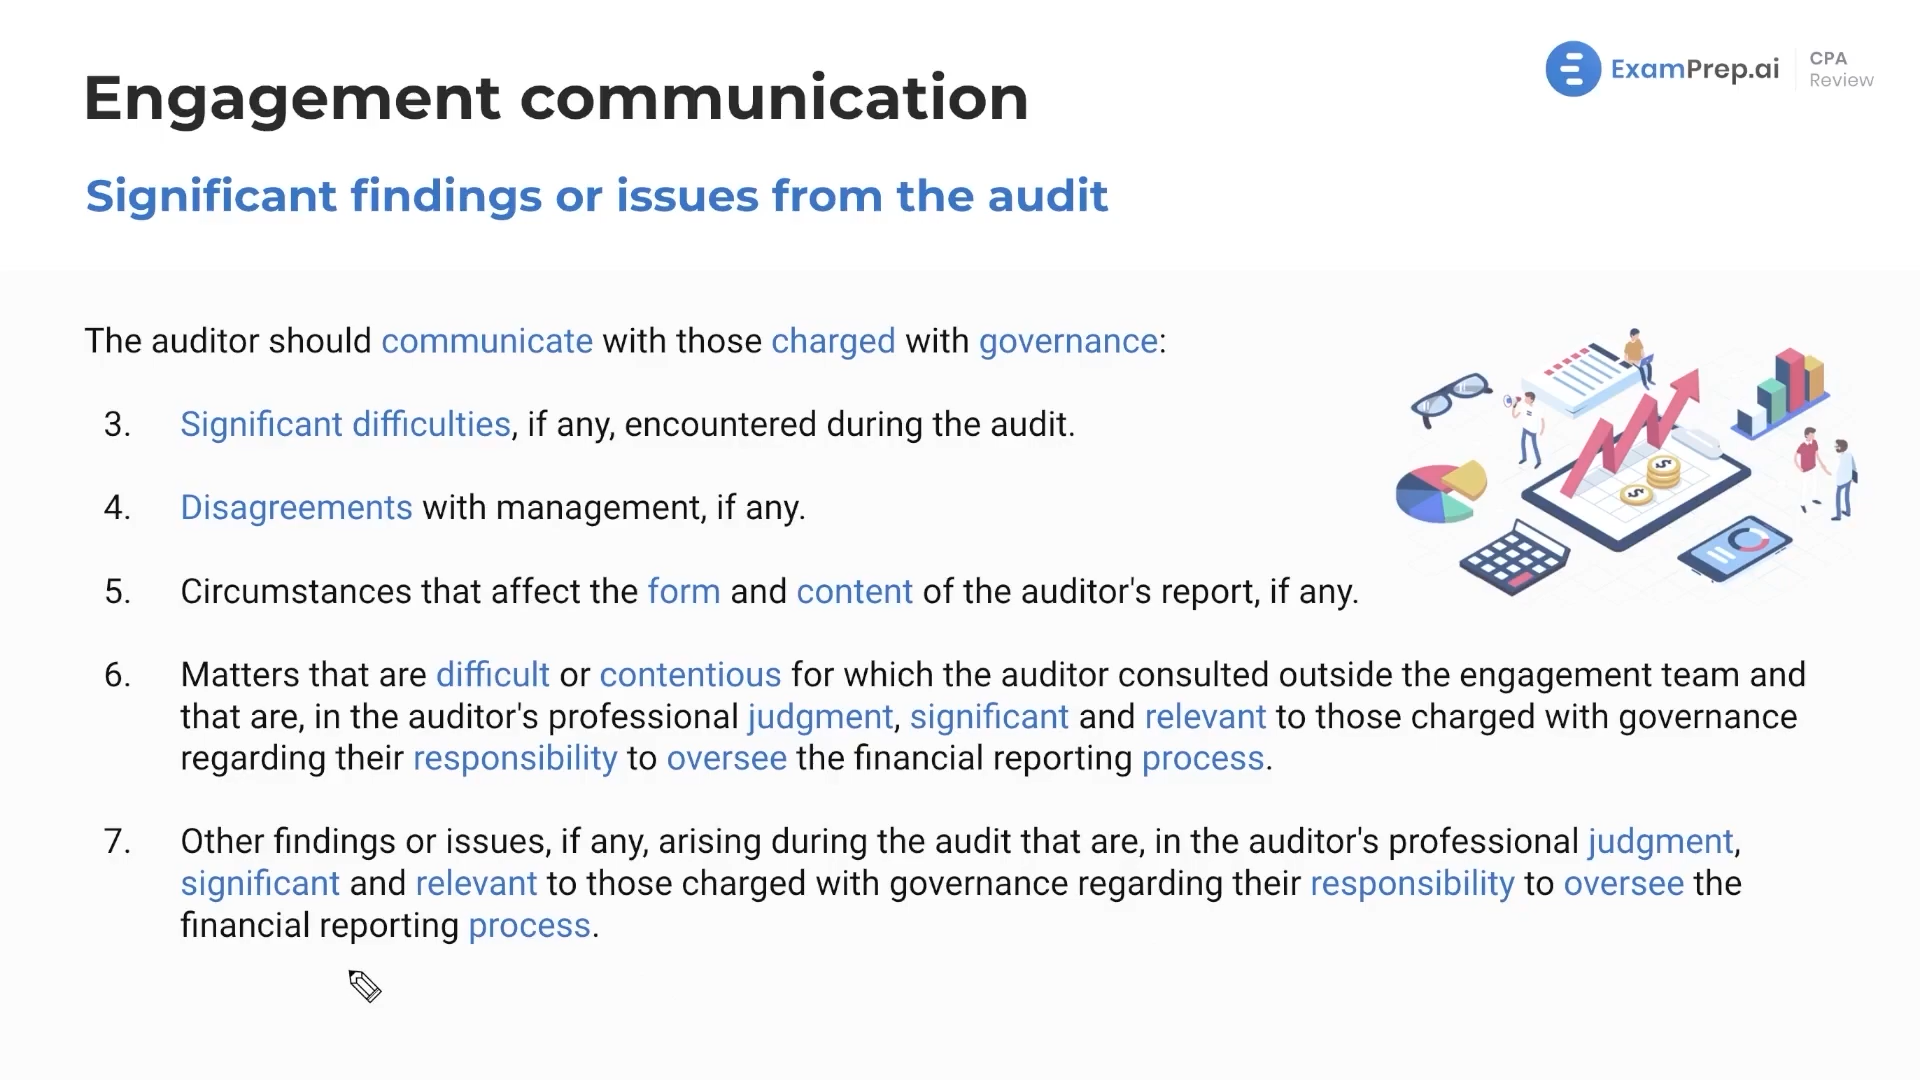 Engagement communication
ExamPrep.ai
CPA
Review
Significant findings or issues from the audit
The auditor should communicate with those charged with governance:
3. Significant difficulties, if any, encountered during the audit.
4. Disagreements with management, if any.
5. Circumstances that affect the form and content of the auditor's report, if any.
6. Matters that are difficult or contentious for which the auditor consulted outside the engagement team and
that are, in the auditor's professional judgment, significant and relevant to those charged with governance
regarding their responsibility to oversee the financial reporting process.
7. Other findings or issues, if any, arising during the audit that are, in the auditor's professional judgment,
significant and relevant to those charged with governance regarding their responsibility to oversee the
financial reporting process.